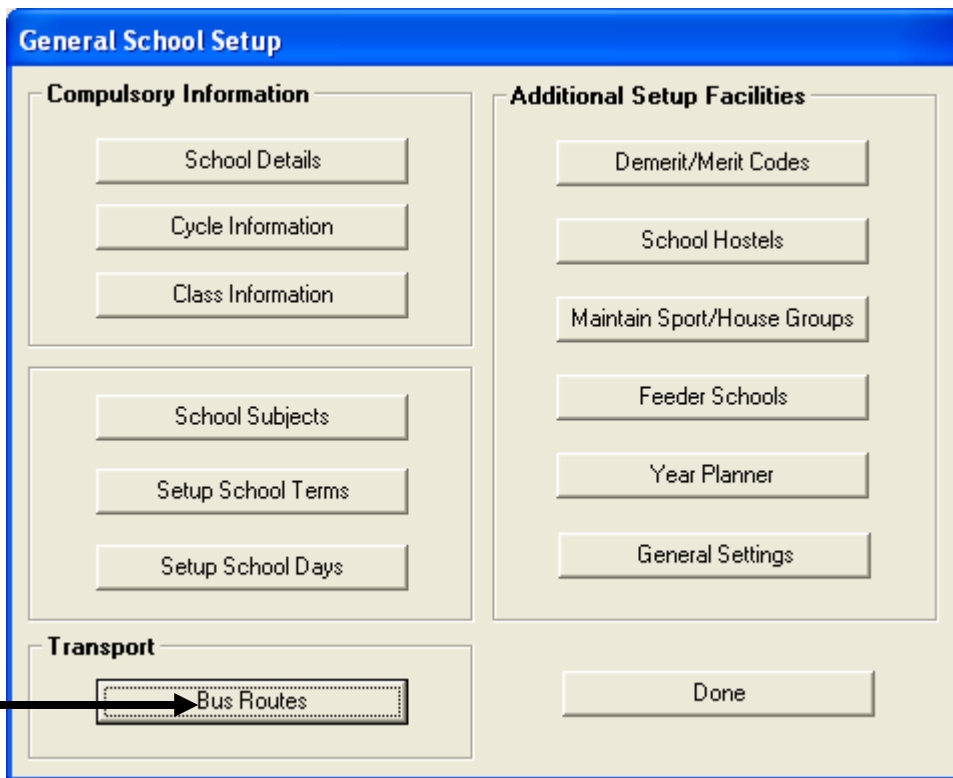 General School Setup
Compulsory Information
School Details
Cycle Information
Class Information
School Subjects
Setup School Terms
Setup School Days
Transport
Bus Routes
Additional Setup Facilities
Demerit/Merit Codes
School Hostels
Maintain Sport/House Groups
Feeder Schools
Year Planner
General Settings
Done